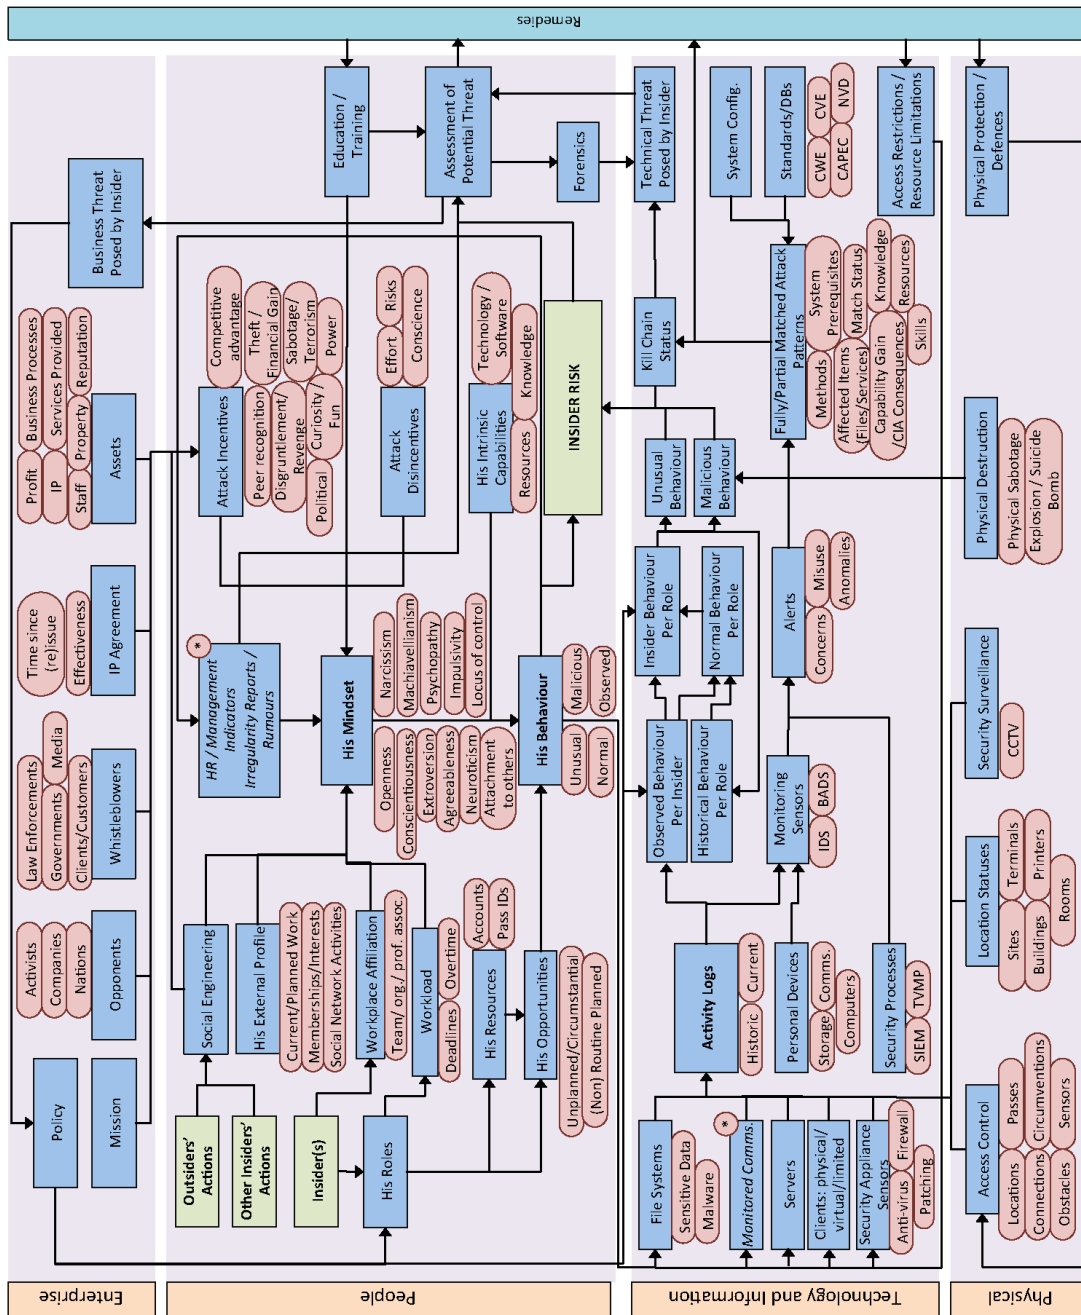 Remedies
Enterprise
Policy
Mission
Opponents
Activists
Companies
Nations
Whistleblowers
Law Enforcements
Governments
Media
Clients/Customers
IP Agreement
Time since
(re)issue
Effectiveness
Assets
Profit
Business Processes
IP
Services Provided
Staff
Property
Reputation
Business Threat
Posed by Insider
People
Outsiders'
Actions
Other Insiders'
Actions
Insider(s)
His Roles
Social Engineering
His External Profile
Current/Planned Work
Memberships/Interests
Social Network Activities
Workplace Affiliation
Team/ org./ prof. assoc.
Workload
Deadlines
Overtime
His Resources
Accounts
Pass IDs
His Opportunities
Unplanned/Circumstantial
(Non) Routine Planned
HR / Management
Indicators
Irregularity Reports /
Rumours
*
His Mindset
Openness
Conscientiousness
Extroversion
Agreeableness
Neuroticism
Attachment
to others
Narcissism
Machiavellianism
Psychopathy
Impulsivity
Locus of control
His Behaviour
Unusual
Malicious
Normal
Observed
Attack Incentives
Competitive
advantage
Peer recognition
Theft /
Financial Gain
Disgruntlement/
Revenge
Sabotage/
Terrorism
Political
Curiosity /
Fun
Power
Attack
Disincentives
Effort
Risks
Conscience
His Intrinsic
Capabilities
Technology /
Software
Resources
Knowledge
INSIDER RISK
Education /
Training
Assessment of
Potential Threat
Forensics
Technology and Information
File Systems
Sensitive Data
Malware
Monitored Comms.
*
Servers
Clients: physical/
virtual/limited
Security Appliance
Sensors
Anti-virus
Firewall
Patching
Activity Logs
Historic
Current
Personal Devices
Storage
Comms.
Computers
Security Processes
SIEM
TVMP
Observed Behaviour
Per Insider
Historical Behaviour
Per Role
Monitoring
Sensors
IDS
BADS
Insider Behaviour
Per Role
Normal Behaviour
Per Role
Alerts
Concerns
Misuse
Anomalies
Unusual
Behaviour
Malicious
Behaviour
Kill Chain
Status
Fully/Partial Matched Attack
Patterns
Methods
System
Prerequisites
Affected Items
(Files/Services)
Match Status
Capability Gain
/CIA Consequences
Knowledge
Resources
Skills
Technical Threat
Posed by Insider
System Config.
Standards/DBs
CWE
CVE
CAPEC
NVD
Access Restrictions /
Resource Limitations
Physical
Access Control
Locations
Passes
Connections
Circumventions
Obstacles
Sensors
Location Statuses
Sites
Terminals
Buildings
Printers
Rooms
Security Surveillance
CCTV
Physical Destruction
Physical Sabotage
Explosion / Suicide
Bomb
Physical Protection /
Defences